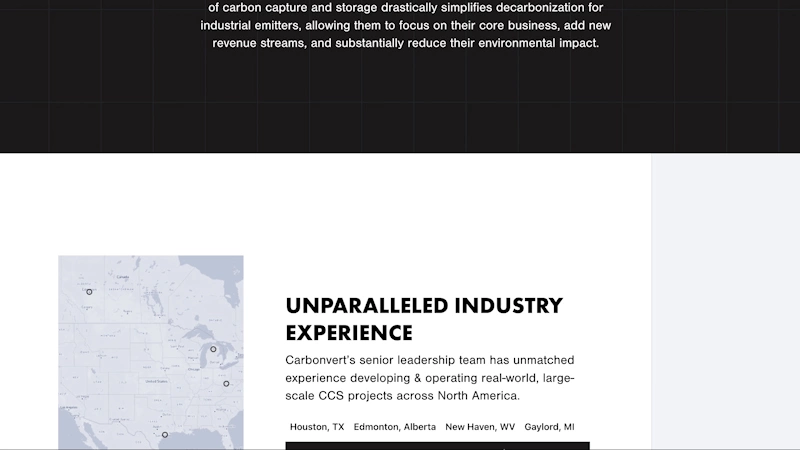 of carbon capture and storage drastically simplifies decarbonization for
industrial emitters, allowing them to focus on their core business, add new
revenue streams, and substantially reduce their environmental impact.
UNPARALLELED INDUSTRY
EXPERIENCE
Carbonvert's senior leadership team has unmatched
experience developing & operating real-world, large-
scale CCS projects across North America.
Houston, TX Edmonton, Alberta New Haven, WV Gaylord, MI